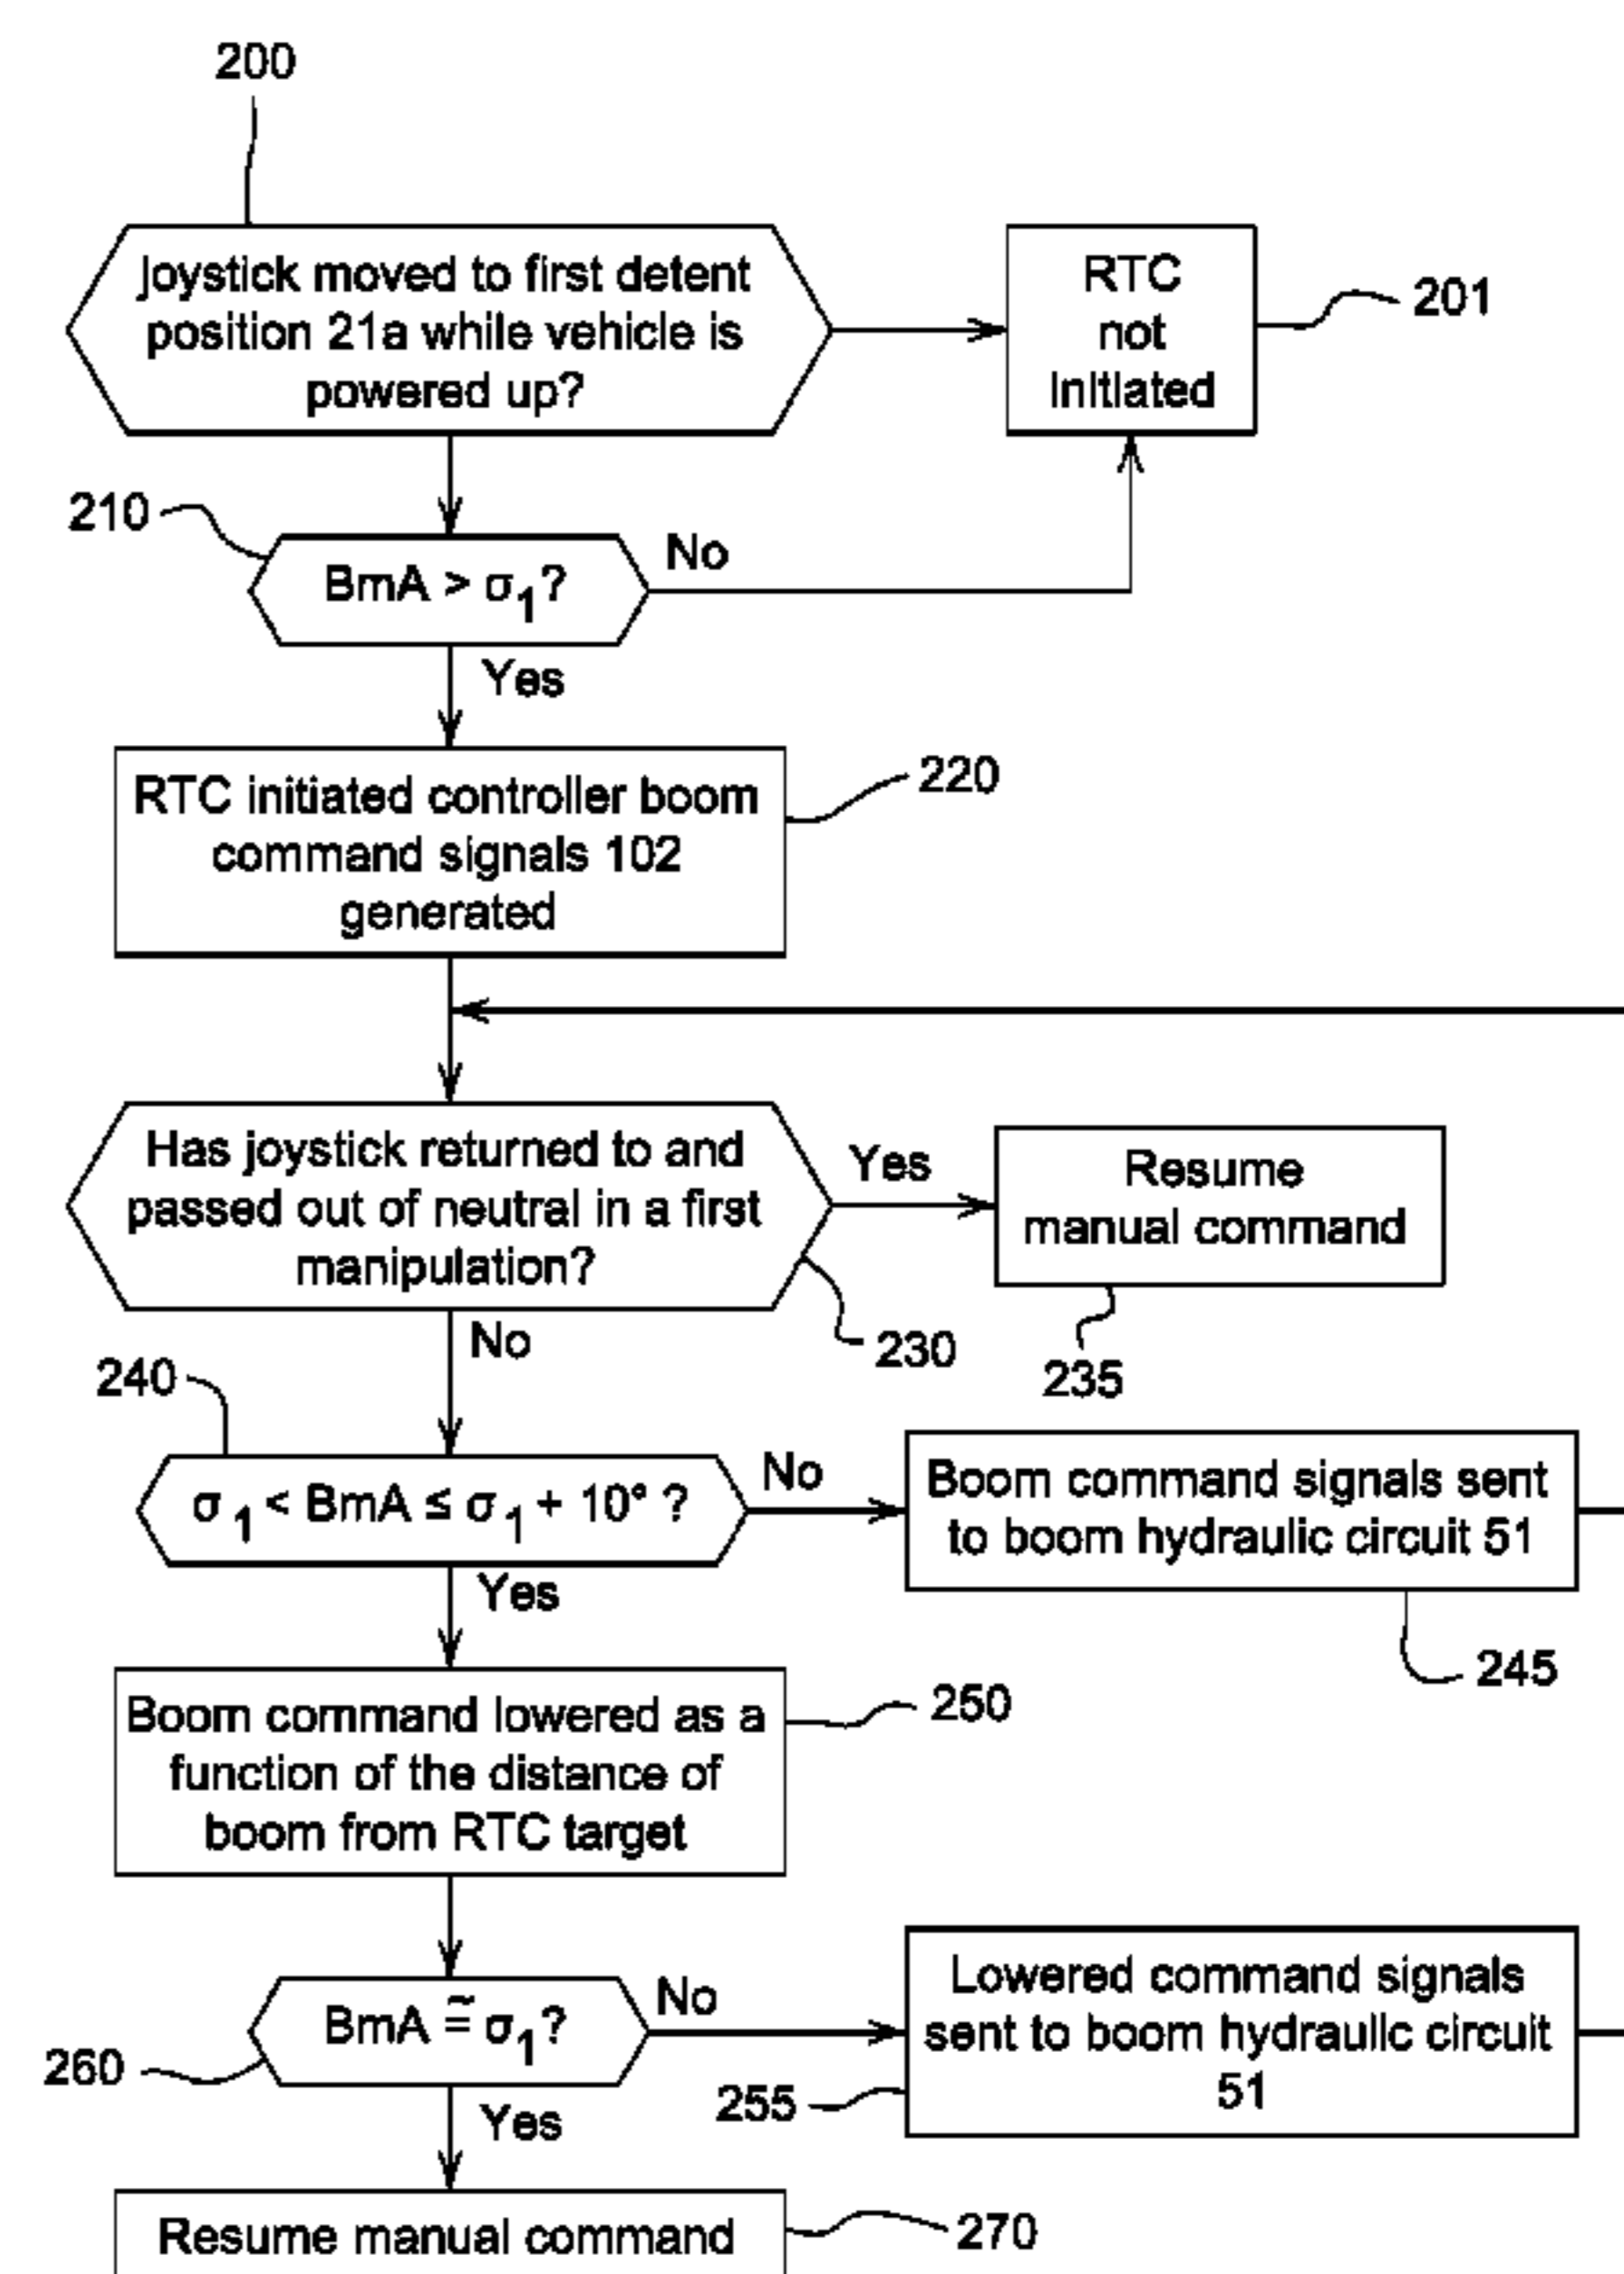 200
Joystick moved to first detent
position 21a while vehicle is
powered up?
RTC
not
initiated
201
210
BmA > σ1?
No
Yes
RTC initiated controller boom
command signals 102
generated
220
Has joystick returned to and
passed out of neutral in a first
manipulation?
Yes
Resume
manual command
230
235
No
240
σ1 < BmA ≤ σ1 + 10° ?
No
Boom command signals sent
to boom hydraulic circuit 51
245
Yes
Boom command lowered as a
function of the distance of
boom from RTC target
250
BmA ≅ σ1?
No
Lowered command signals
sent to boom hydraulic circuit
51
260
255
Yes
Resume manual command
270